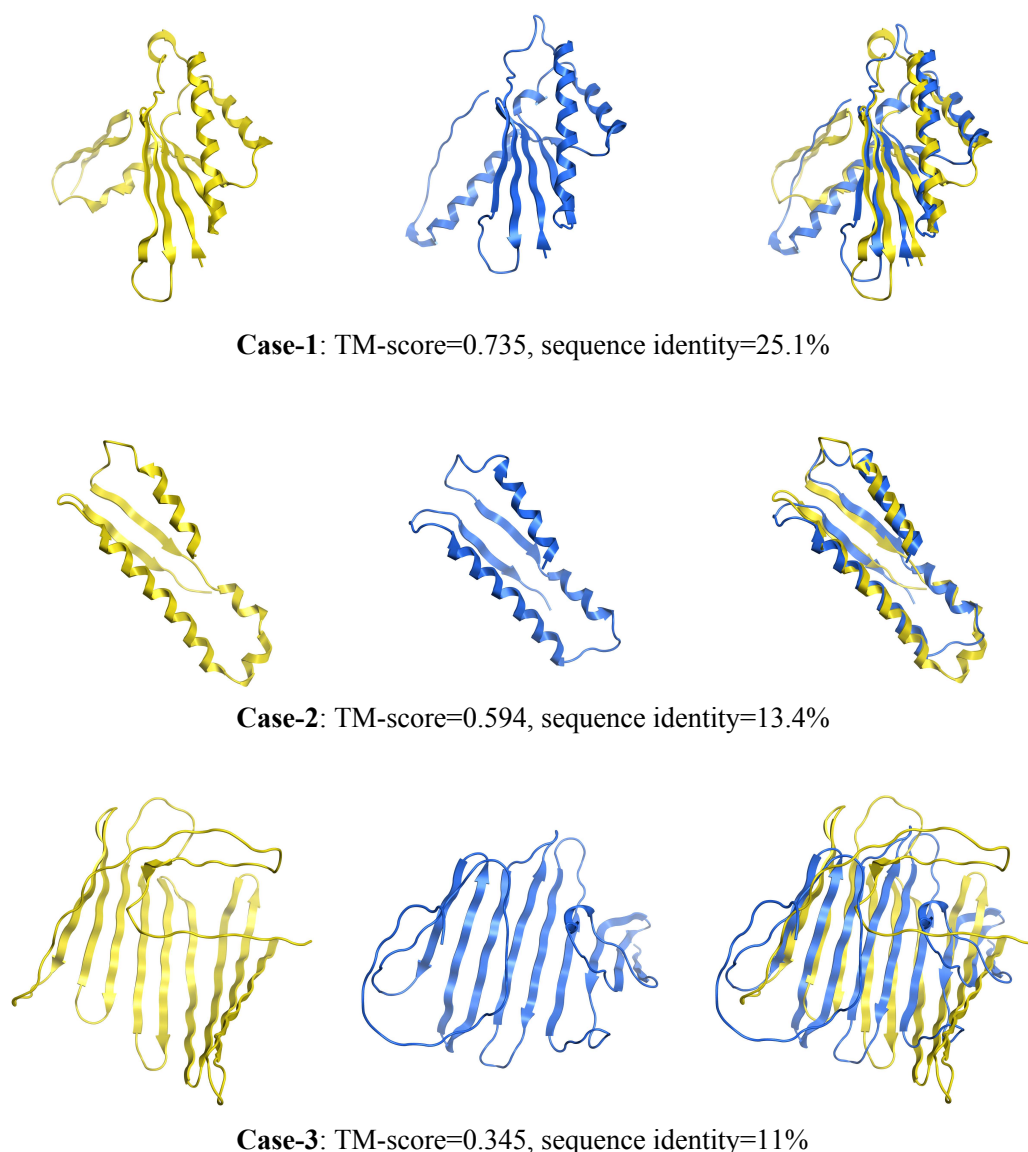 Case-1: TM-score=0.735, sequence identity=25.1%
Case-2: TM-score=0.594, sequence identity=13.4%
Case-3: TM-score=0.345, sequence identity=11%